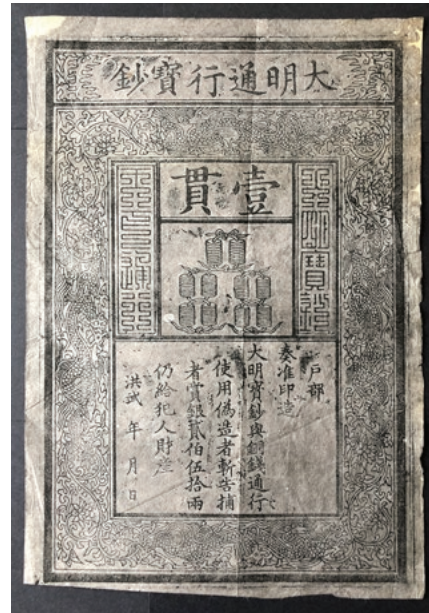 大明通行寶鈔
壹貫
戶部
奏准印造
大明寶鈔與銅錢通行
使用偽造者斬告捕
者賞銀貳伯伍拾兩
仍給犯人財產
洪武 年 月 日